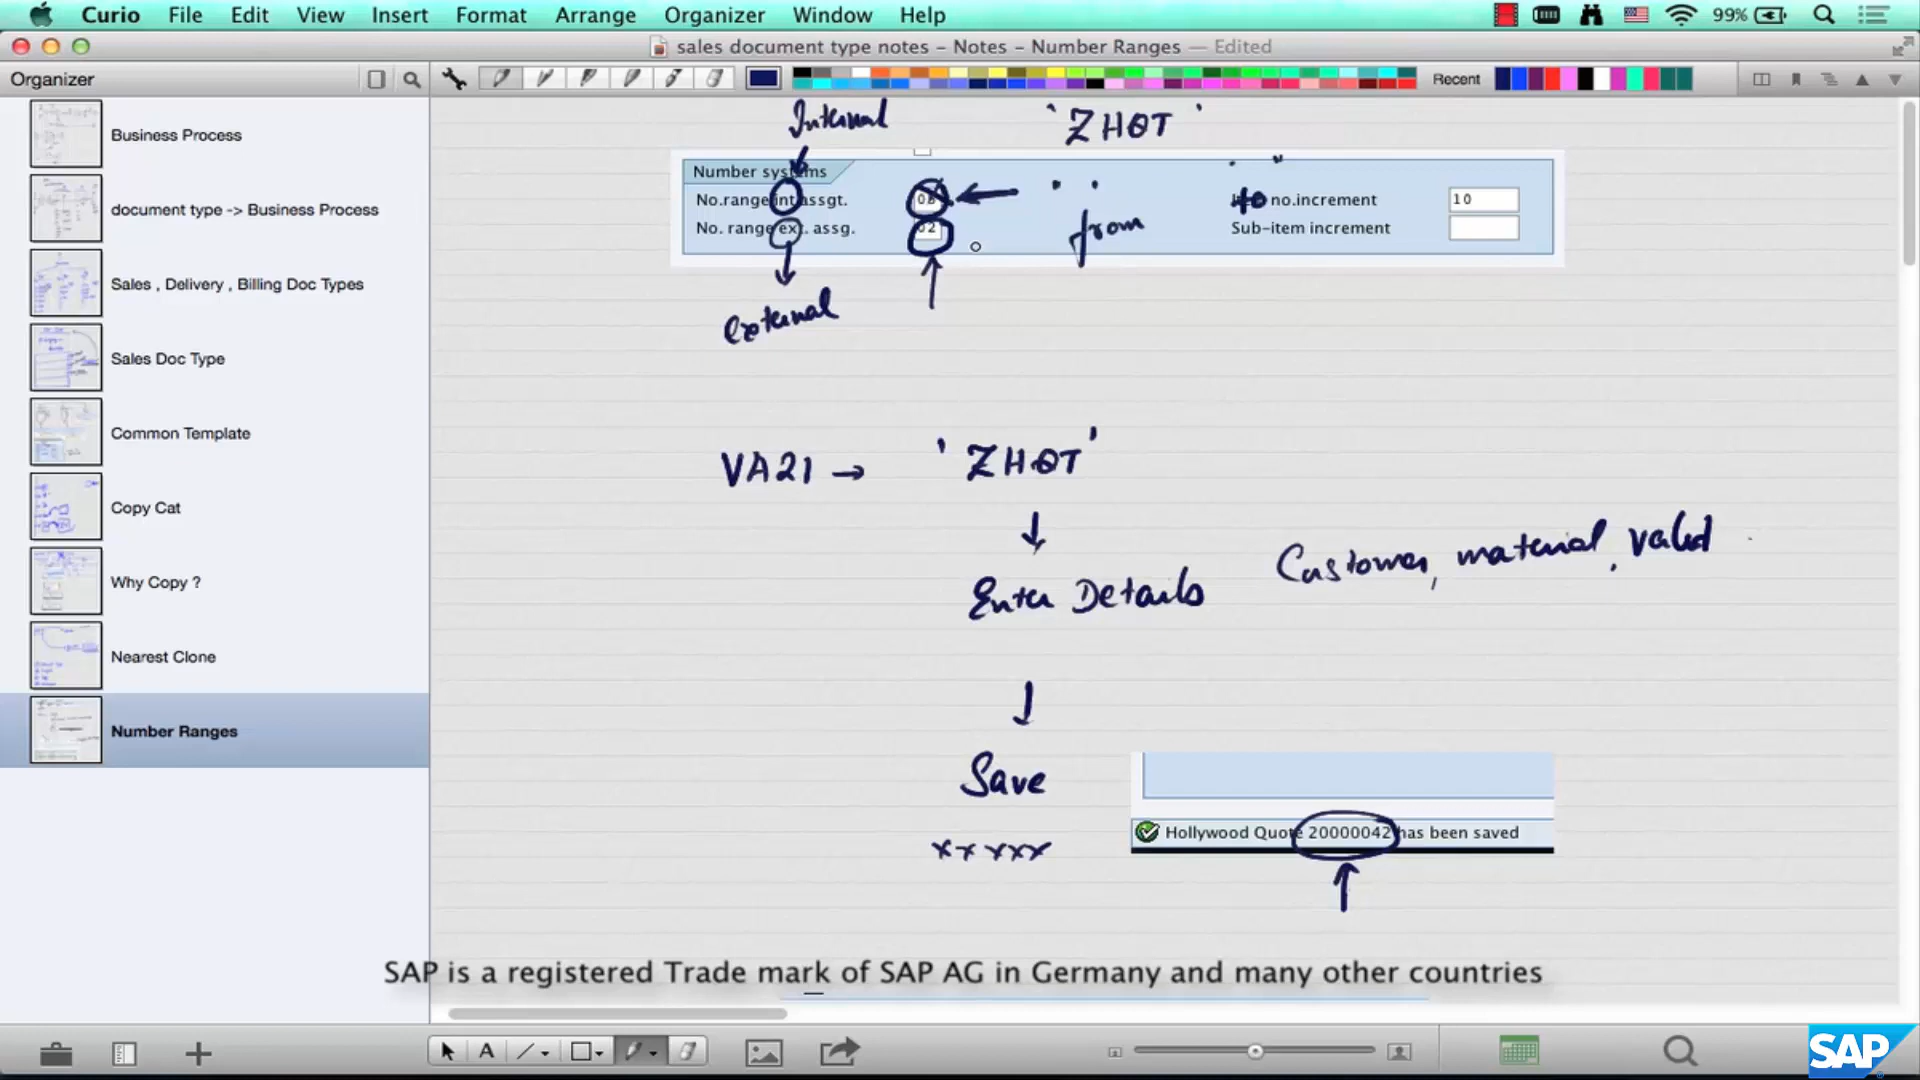 Curio File Edit View Insert Format Arrange Organizer Window Help 99%
sales document type notes – Notes – Number Ranges — Edited
Organizer
Recent
Business Process
document type -> Business Process
Sales , Delivery , Billing Doc Types
Sales Doc Type
Common Template
Copy Cat
Why Copy ?
Nearest Clone
Number Ranges
Internal
' ZHOT '
Number systems
No.range int assgt.
from
to
no.increment
10
No. range ext. assg.
02
Sub-item increment
External
VA21 → ' ZHOT '
Enter Details
Customer, material, valid
Save
xxxxx
Hollywood Quote 20000042 has been saved
SAP is a registered Trade mark of SAP AG in Germany and many other countries
A
SAP